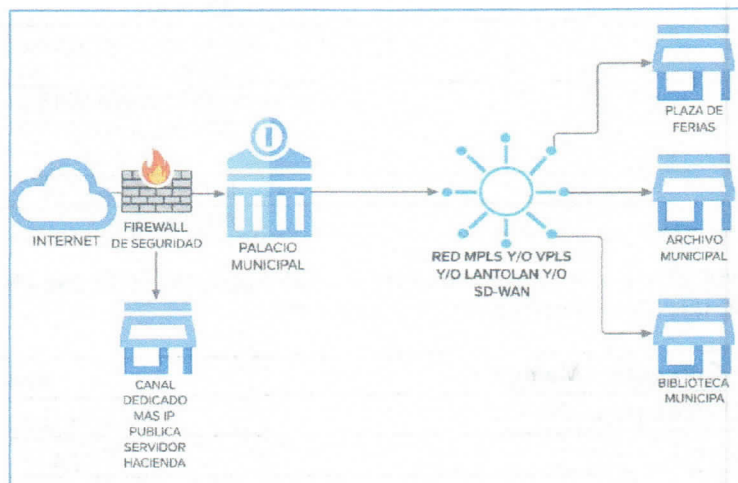 PLAZA DE
FERIAS
INTERNET
FIREWALL
DE SEGURIDAD
PALACIO
MUNICIPAL
RED MPLS Y/O VPLS
Y/O LANTOLAN Y/O
SD-WAN
ARCHIVO
MUNICIPAL
CANAL
DEDICADO
MAS IP
PUBLICA
SERVIDOR
HACIENDA
BIBLIOTECA
MUNICIPA